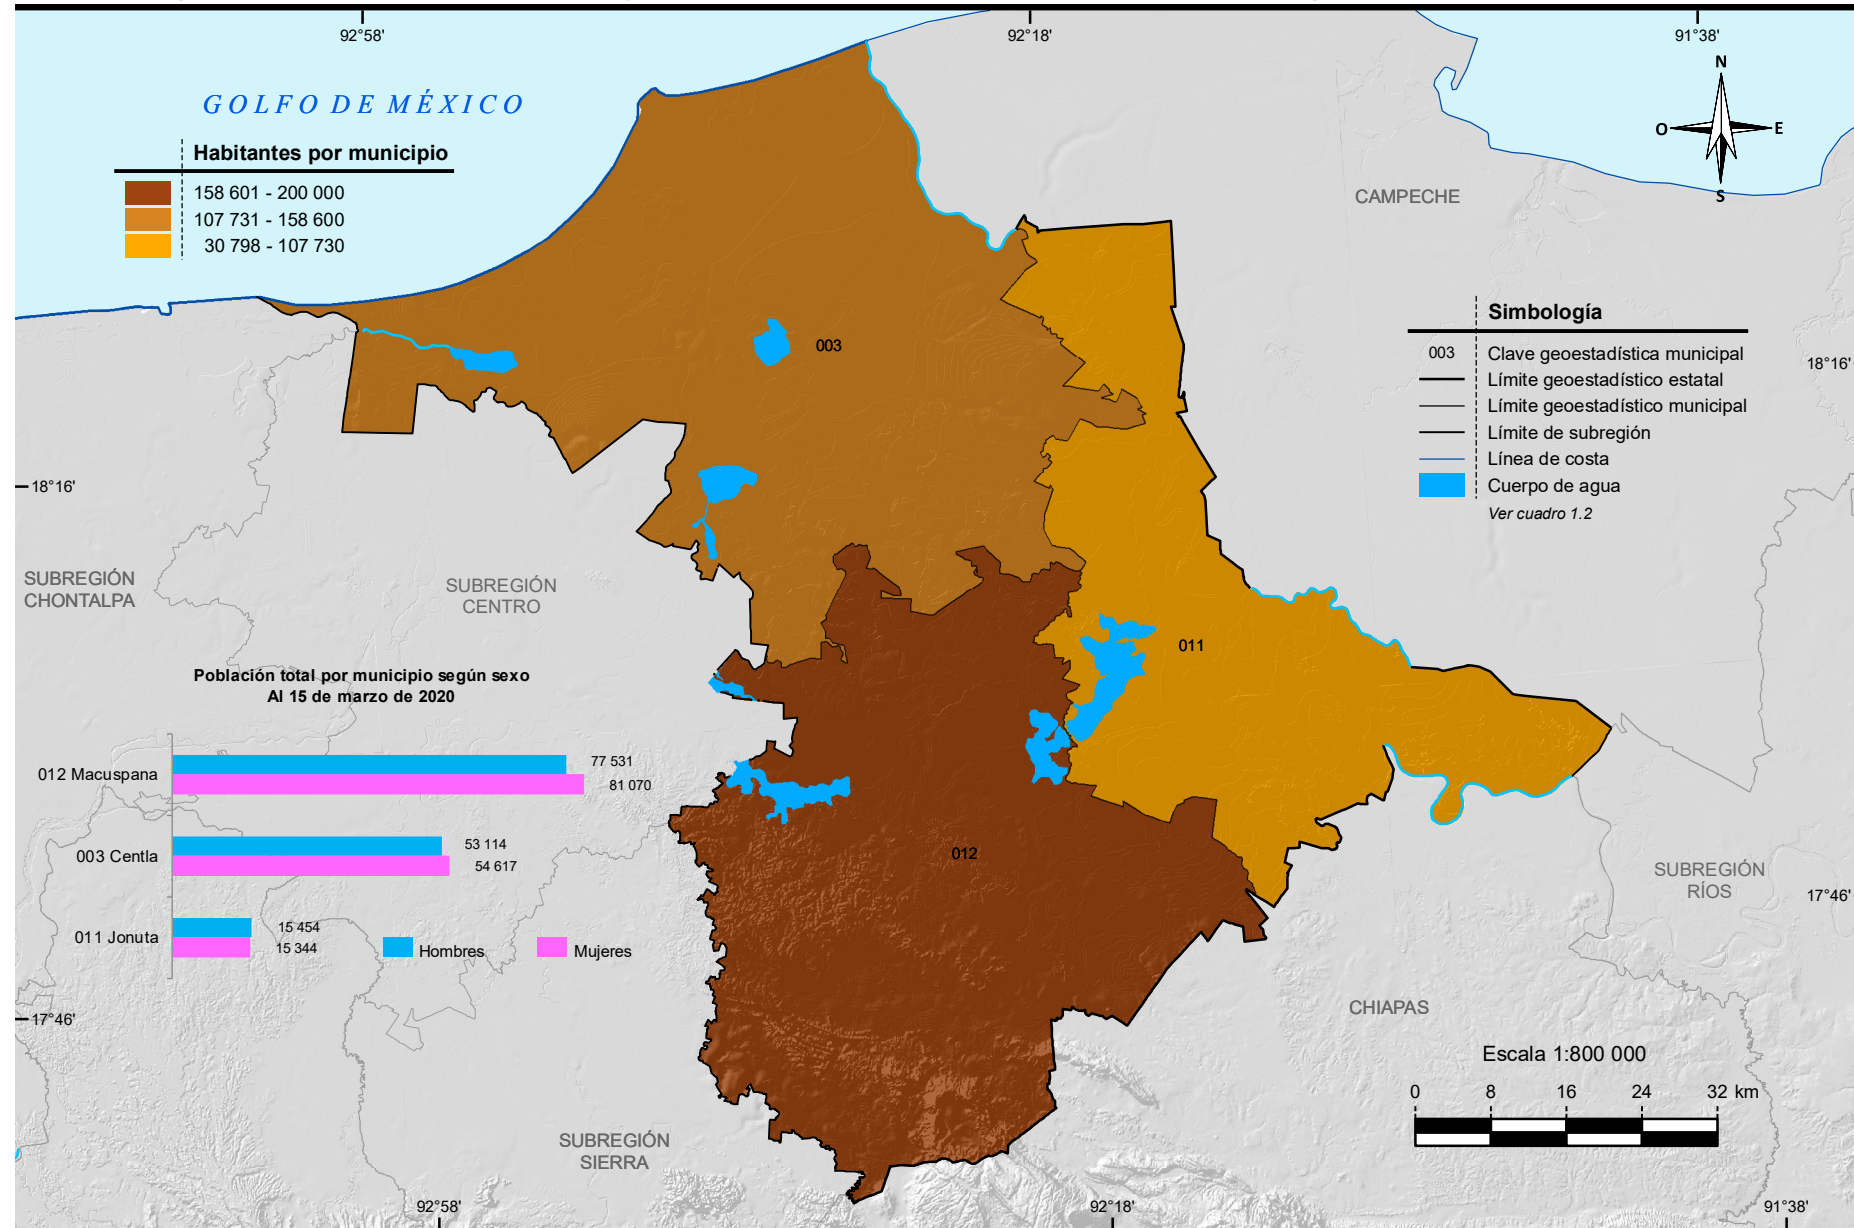 92°58'
92°18'
91°38'
GOLFO DE MÉXICO
N
O
E
S
Habitantes por municipio
158 601 - 200 000
107 731 - 158 600
30 798 - 107 730
CAMPECHE
Simbología
003 Clave geoestadística municipal
Límite geoestadístico estatal
Límite geoestadístico municipal
Límite de subregión
Línea de costa
Cuerpo de agua
Ver cuadro 1.2
003
18°16'
18°16'
SUBREGIÓN
CHONTALPA
SUBREGIÓN
CENTRO
011
Población total por municipio según sexo
Al 15 de marzo de 2020
012 Macuspana
77 531
81 070
003 Centla
53 114
54 617
011 Jonuta
15 454
15 344
Hombres
Mujeres
012
SUBREGIÓN
RÍOS
17°46'
17°46'
CHIAPAS
Escala 1:800 000
0 8 16 24 32 km
SUBREGIÓN
SIERRA
92°58'
92°18'
91°38'